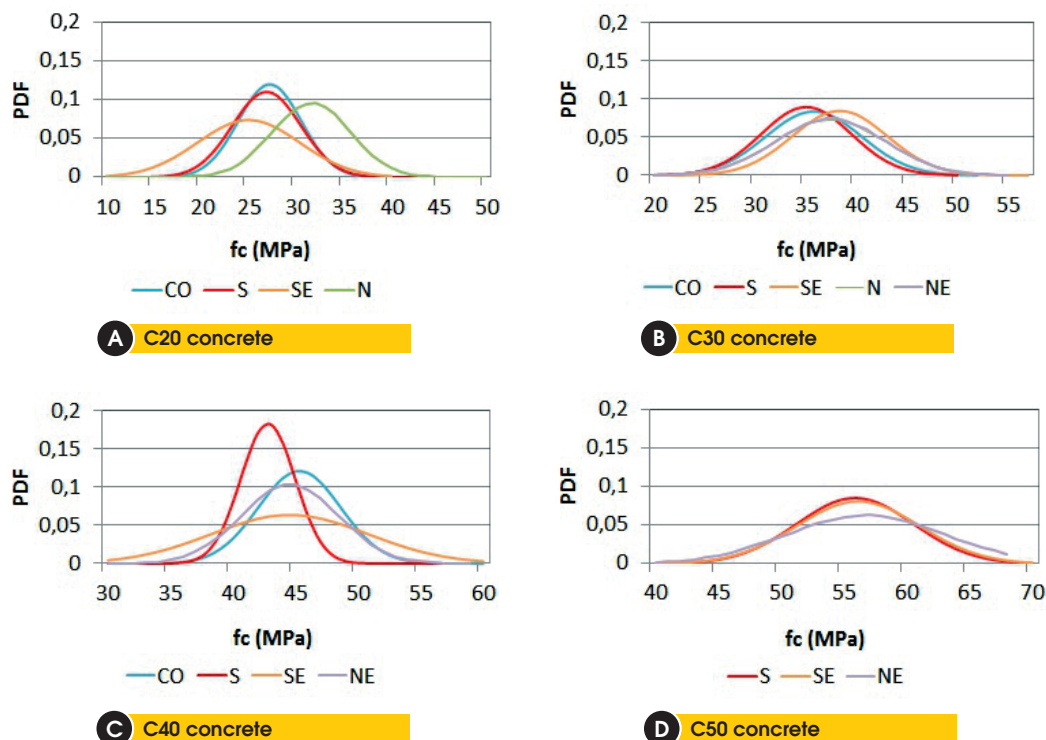 0,2
0,15
0,1
0,05
0
PDF
10 15 20 25 30 35 40 45 50
fc (MPa)
CO S SE N
A C20 concrete
0,2
0,15
0,1
0,05
0
PDF
20 25 30 35 40 45 50 55
fc (MPa)
CO S SE N NE
B C30 concrete
0,2
0,15
0,1
0,05
0
PDF
30 35 40 45 50 55 60
fc (MPa)
CO S SE NE
C C40 concrete
0,2
0,15
0,1
0,05
0
PDF
40 45 50 55 60 65 70
fc (MPa)
S SE NE
D C50 concrete